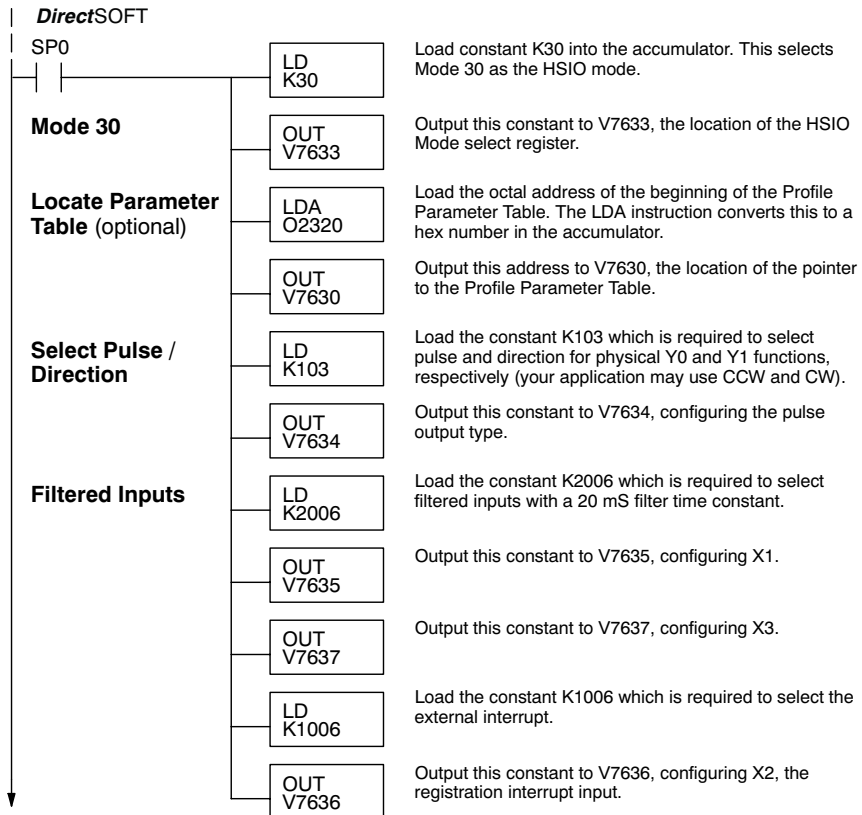 DirectSOFT
SP0
LD
K30
Load constant K30 into the accumulator. This selects
Mode 30 as the HSIO mode.
Mode 30
OUT
V7633
Output this constant to V7633, the location of the HSIO
Mode select register.
Locate Parameter
Table (optional)
LDA
O2320
Load the octal address of the beginning of the Profile
Parameter Table. The LDA instruction converts this to a
hex number in the accumulator.
OUT
V7630
Output this address to V7630, the location of the pointer
to the Profile Parameter Table.
Select Pulse /
Direction
LD
K103
Load the constant K103 which is required to select
pulse and direction for physical Y0 and Y1 functions,
respectively (your application may use CCW and CW).
OUT
V7634
Output this constant to V7634, configuring the pulse
output type.
Filtered Inputs
LD
K2006
Load the constant K2006 which is required to select
filtered inputs with a 20 mS filter time constant.
OUT
V7635
Output this constant to V7635, configuring X1.
OUT
V7637
Output this constant to V7637, configuring X3.
LD
K1006
Load the constant K1006 which is required to select the
external interrupt.
OUT
V7636
Output this constant to V7636, configuring X2, the
registration interrupt input.